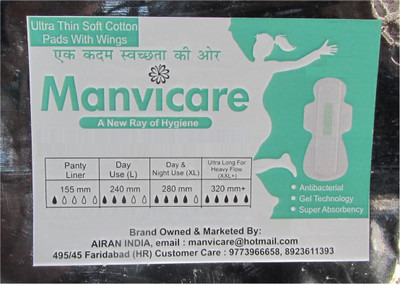 Ultra Thin Soft Cotton
Pads With Wings
एक कदम स्वच्छता की ओर
Manvicare
A New Ray of Hygiene
Panty Liner
Day Use (L)
Day & Night Use (XL)
Ultra Long For Heavy Flow (XXL+)
155 mm
240 mm
280 mm
320 mm+
• Antibacterial
• Gel Technology
• Super Absorbency
Brand Owned & Marketed By:
AIRAN INDIA, email : manvicare@hotmail.com
495/45 Faridabad (HR) Customer Care : 9773966658, 8923611393